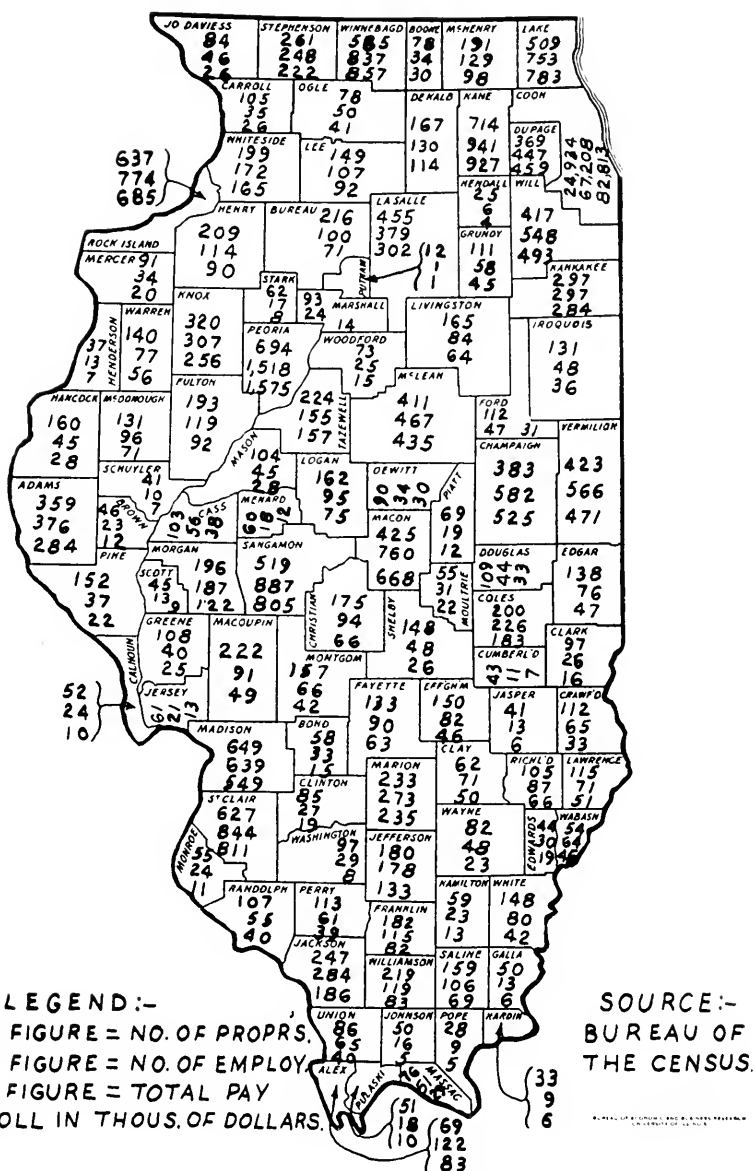 JO DAVIESS
84
46
26
STEPHENSON
261
248
222
WINNEBAGO
585
837
857
BOONE
78
34
30
McHENRY
191
129
98
LAKE
509
753
783
CARROLL
105
35
26
OGLE
78
50
41
DEKALB
167
130
114
KANE
714
941
927
COOK
24,934
67,208
82,813
DUPAGE
369
447
459
637
774
685
ROCK ISLAND
WHITESIDE
199
172
165
LEE
149
107
92
KENDALL
25
6
4
WILL
417
548
493
HENRY
209
114
90
BUREAU
216
100
71
LASALLE
455
379
302
GRUNDY
111
58
45
PUTNAM
12
1
1
KANKAKEE
297
297
284
MERCER
91
34
20
STARK
62
17
8
MARSHALL
93
24
14
LIVINGSTON
165
84
64
IROQUOIS
131
48
36
HENDERSON
37
13
7
WARREN
140
77
56
KNOX
320
307
256
PEORIA
694
1,518
1,575
WOODFORD
73
25
15
McLEAN
411
467
435
FORD
112
47
31
HANCOCK
160
45
28
McDONOUGH
131
96
71
FULTON
193
119
92
TAZEWELL
224
155
157
CHAMPAIGN
383
582
525
VERMILION
423
566
471
SCHUYLER
41
10
7
MASON
104
45
28
LOGAN
162
95
75
DEWITT
90
34
30
PIATT
69
19
12
ADAMS
359
376
284
BROWN
46
23
12
CASS
103
56
38
MENARD
60
18
12
MACON
425
760
668
PIKE
152
37
22
SCOTT
45
13
9
MORGAN
196
187
122
SANGAMON
519
887
805
CHRISTIAN
175
94
66
SHELBY
148
48
26
MOULTRIE
55
31
22
DOUGLAS
109
44
33
EDGAR
138
76
47
COLES
200
226
183
CLARK
97
26
16
CUMBERL'D
43
11
7
CALHOUN
52
24
10
GREENE
108
40
25
MACOUPIN
222
91
49
MONTGOM
157
66
42
JERSEY
61
21
13
FAYETTE
133
90
63
EFFGHM
150
82
46
JASPER
41
13
6
CRAWF'D
112
65
33
MADISON
649
639
549
BOND
58
33
15
MARION
233
273
235
CLAY
62
71
50
RICHL'D
105
87
66
LAWRENCE
115
71
51
ST CLAIR
627
844
811
CLINTON
85
27
19
WASHINGTON
97
29
8
JEFFERSON
180
178
133
WAYNE
82
48
23
EDWARDS
44
30
19
WABASH
54
64
MONROE
55
24
11
RANDOLPH
107
55
40
PERRY
113
61
39
FRANKLIN
182
115
82
HAMILTON
59
23
13
WHITE
148
80
42
JACKSON
247
284
186
WILLIAMSON
219
119
83
SALINE
159
106
69
GALLA
50
13
6
UNION
86
65
40
JOHNSON
50
16
5
POPE
28
9
5
HARDIN
33
9
6
ALEX
69
122
83
PULASKI
51
18
10
MASSAC
76
LEGEND:-
FIGURE = NO. OF PROPRS.
FIGURE = NO. OF EMPLOY.
FIGURE = TOTAL PAY
OLL IN THOUS. OF DOLLARS.
SOURCE:-
BUREAU OF
THE CENSUS.
BUREAU OF ECONOMIC AND BUSINESS RESEARCH
UNIVERSITY OF ILLINOIS